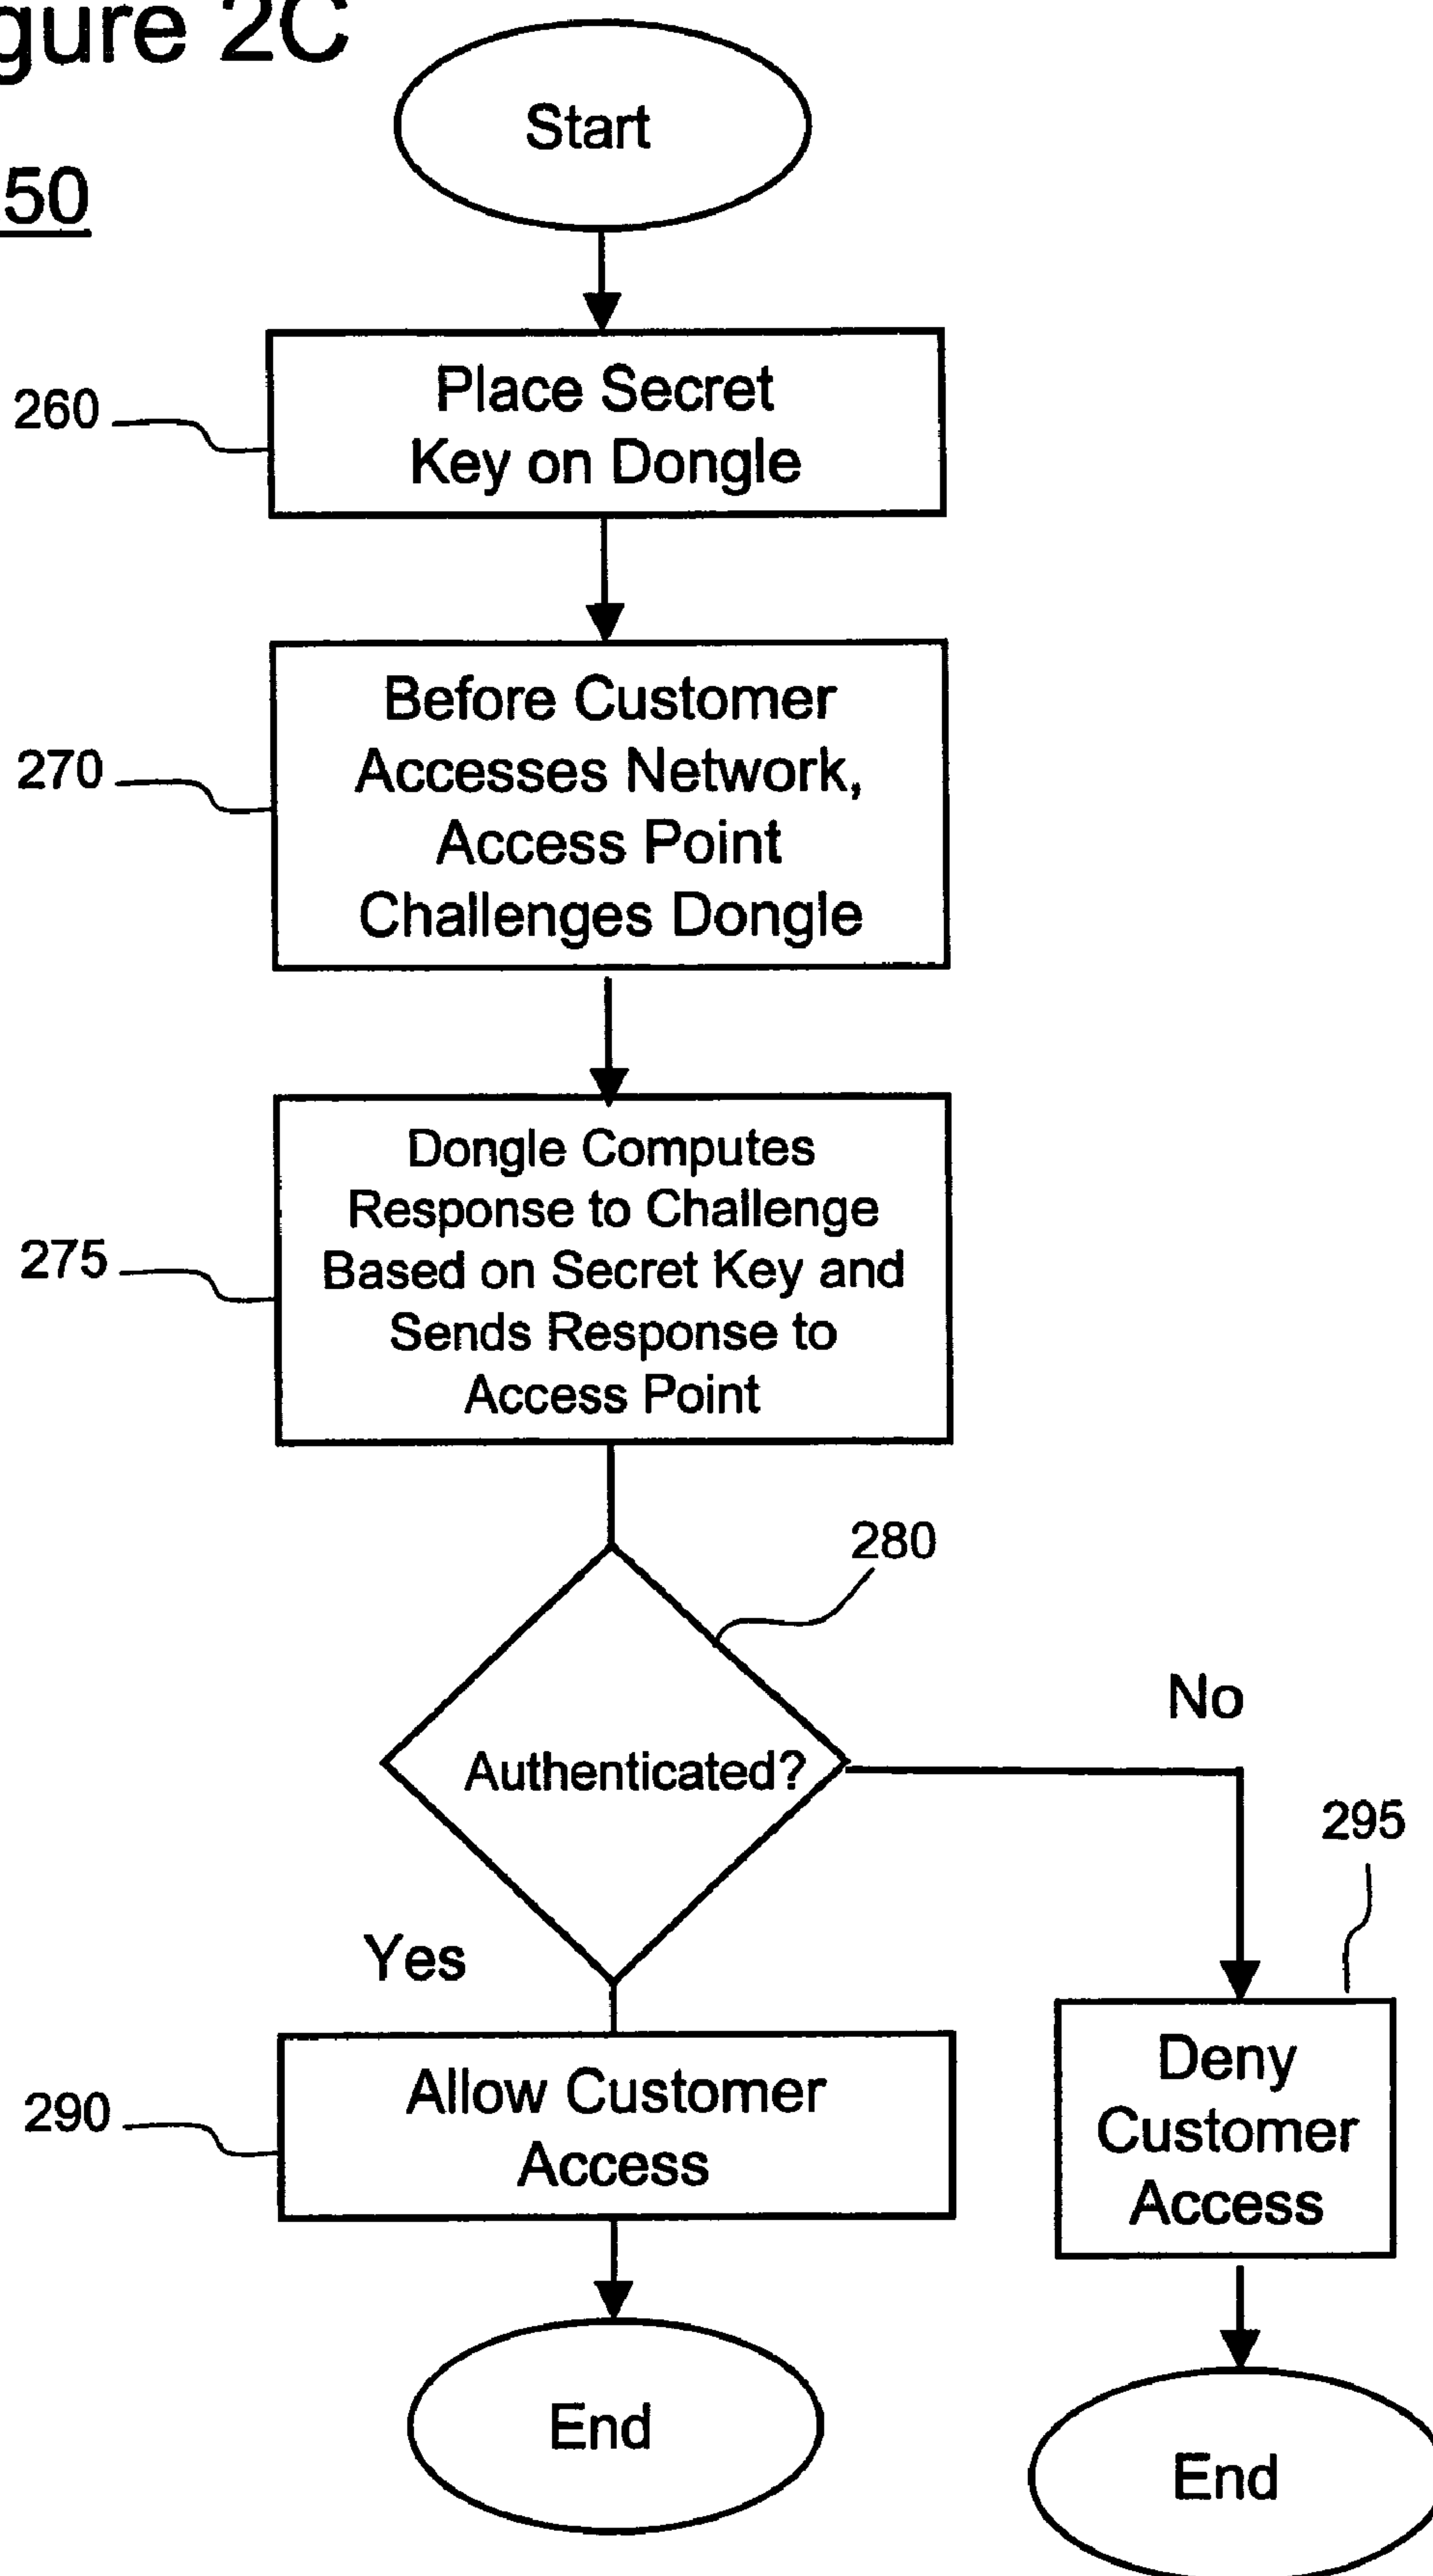 gure 2C
50
Start
260
Place Secret
Key on Dongle
270
Before Customer
Accesses Network,
Access Point
Challenges Dongle
275
Dongle Computes
Response to Challenge
Based on Secret Key and
Sends Response to
Access Point
280
Authenticated?
No
295
Yes
290
Allow Customer
Access
Deny
Customer
Access
End
End